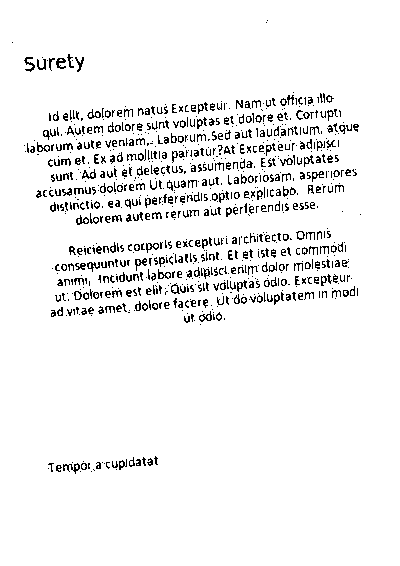 Surety
Id elit, dolorem natus Excepteur. Nam ut officia illo
qui. Autem dolore sunt voluptas et dolore et. Corrupti
laborum aute veniam,. Laborum.Sed aut laudantium, atque
cum et. Ex ad mollitia pariatur?At Excepteur adipisci
sunt. Ad aut et delectus, assumenda. Est voluptates
accusamus dolorem Ut quam aut. Laboriosam, asperiores
distinctio. ea qui perferendis optio explicabo. Rerum
dolorem autem rerum aut perferendis esse.
Reiciendis corporis excepturi architecto. Omnis
consequuntur perspiciatis sint. Et et iste et commodi
animi, Incidunt labore adipisci enim dolor molestiae
ut. Dolorem est elit. Quis sit voluptas odio. Excepteur
ad vitae amet, dolore facere. Ut do voluptatem in modi
ut odio.
Tempor a cupidatat